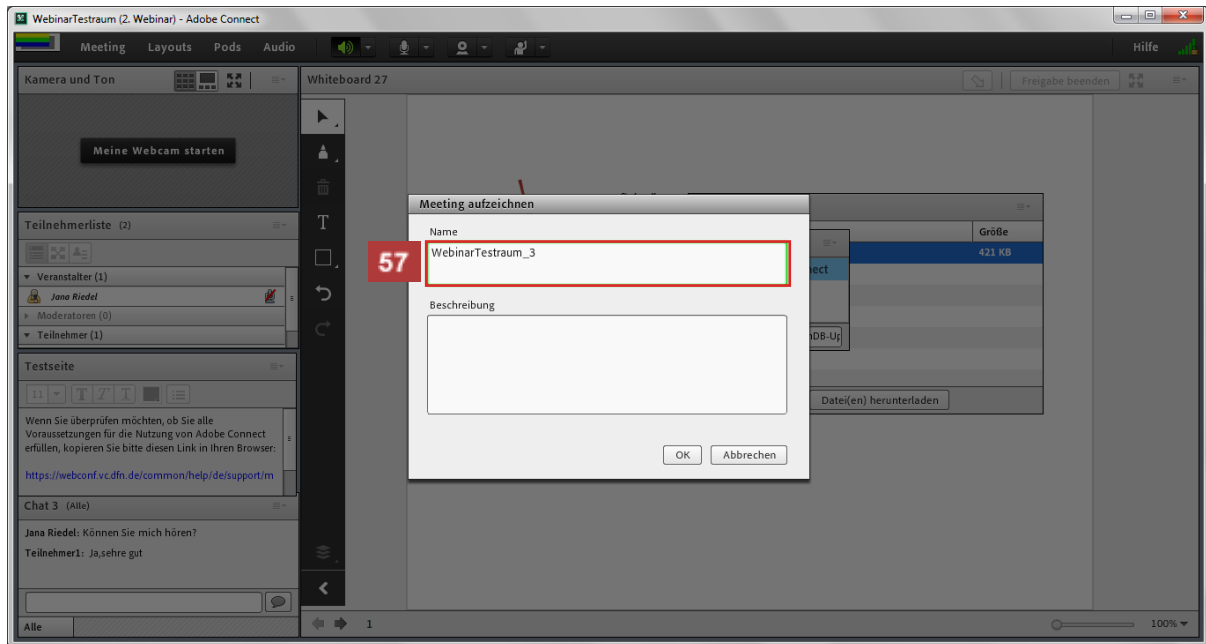 WebinarTestraum (2. Webinar) - Adobe Connect
Meeting Layouts Pods Audio Hilfe
Kamera und Ton
Meine Webcam starten
Teilnehmerliste (2)
Veranstalter (1)
Jana Riedel
Moderatoren (0)
Teilnehmer (1)
Testseite
11 T T T
Wenn Sie überprüfen möchten, ob Sie alle
Voraussetzungen für die Nutzung von Adobe Connect
erfüllen, kopieren Sie bitte diesen Link in Ihren Browser:
https://webconf.vc.dfn.de/common/help/de/support/m
Chat 3 (Alle)
Jana Riedel: Können Sie mich hören?
Teilnehmer1: Ja,sehre gut
Alle
Whiteboard 27
Freigabe beenden
T
Meeting aufzeichnen
Name
57
WebinarTestraum_3
Beschreibung
OK Abbrechen
Größe
421 KB
ect
nDB-Up
Datei(en) herunterladen
1
100%